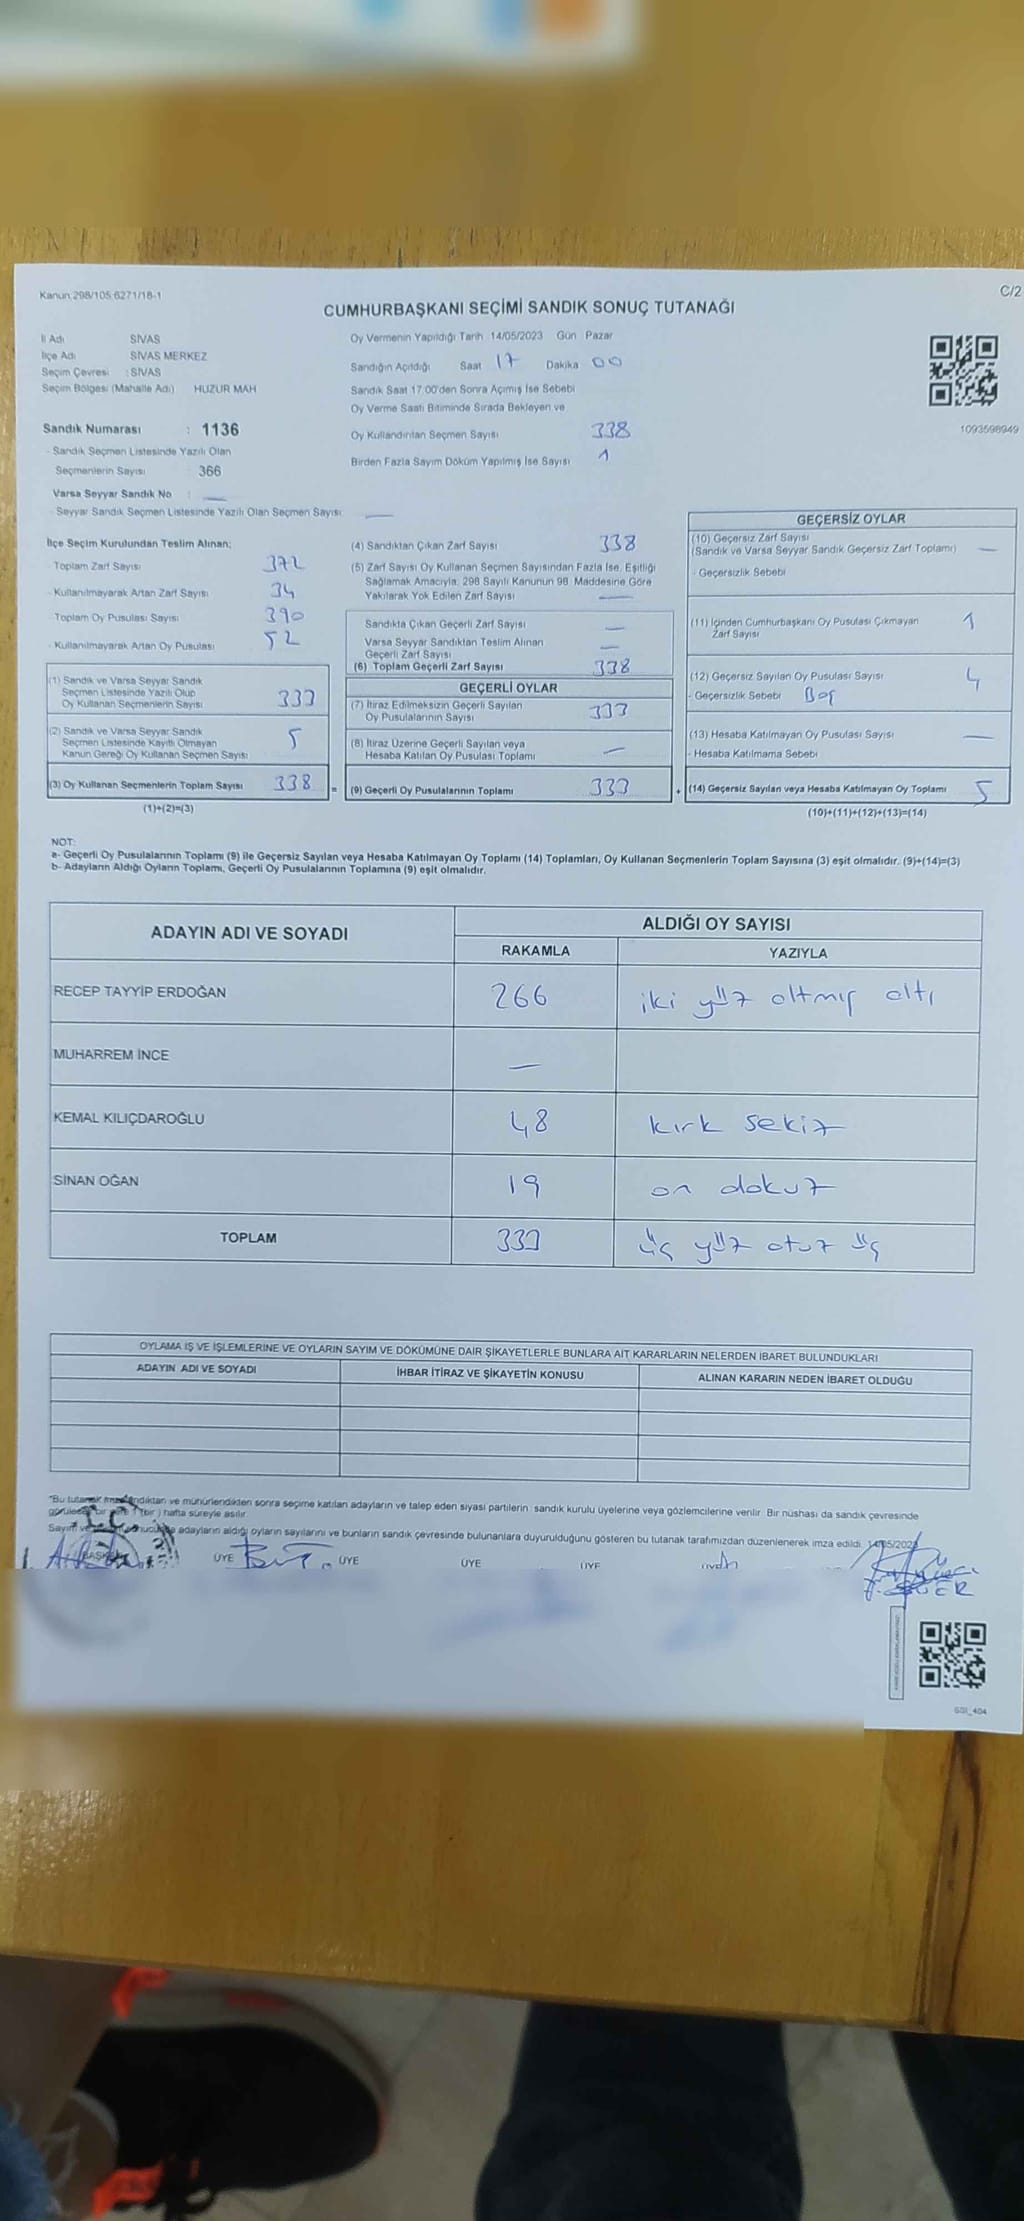 Kanun 298/105 6271/16-1
C/2
CUMHURBAŞKANI SEÇİMİ SANDIK SONUÇ TUTANAĞI
İl Adı SİVAS
İlçe Adı SİVAS MERKEZ
Seçim Çevresi : SİVAS
Seçim Bölgesi (Mahalle Adı) HUZUR MAH
Sandık Numarası : 1136
- Sandık Seçmen Listesinde Yazılı Olan
Seçmenlerin Sayısı 366
Varsa Seyyar Sandık No : —
- Seyyar Sandık Seçmen Listesinde Yazılı Olan Seçmen Sayısı: —
Oy Vermenin Yapıldığı Tarih 14/05/2023 Gün Pazar
Sandığın Açıldığı Saat 17 Dakika 00
Sandık Saat 17:00'den Sonra Açımış İse Sebebi
Oy Verme Saati Bitiminde Sırada Bekleyen ve
Oy Kullandırılan Seçmen Sayısı 338
Birden Fazla Sayım Döküm Yapılmış İse Sayısı 1
1093598949
İlçe Seçim Kurulundan Teslim Alınan;
- Toplam Zarf Sayısı 372
- Kullanılmayarak Artan Zarf Sayısı 34
- Toplam Oy Pusulası Sayısı 390
- Kullanılmayarak Artan Oy Pusulası 52
(1) Sandık ve Varsa Seyyar Sandık
Seçmen Listesinde Yazılı Olup
Oy Kullanan Seçmenlerin Sayısı 333
(2) Sandık ve Varsa Seyyar Sandık
Seçmen Listesinde Kayıtlı Olmayan
Kanun Gereği Oy Kullanan Seçmen Sayısı 5
(3) Oy Kullanan Seçmenlerin Toplam Sayısı 338
(1)+(2)=(3)
(4) Sandıktan Çıkan Zarf Sayısı 338
(5) Zarf Sayısı Oy Kullanan Seçmen Sayısından Fazla İse, Eşitliği
Sağlamak Amacıyla, 298 Sayılı Kanunun 98. Maddesine Göre
Yakılarak Yok Edilen Zarf Sayısı —
Sandıkta Çıkan Geçerli Zarf Sayısı —
Varsa Seyyar Sandıktan Teslim Alınan
Geçerli Zarf Sayısı —
(6) Toplam Geçerli Zarf Sayısı 338
GEÇERLİ OYLAR
(7) İtiraz Edilmeksizin Geçerli Sayılan
Oy Pusulalarının Sayısı 333
(8) İtiraz Üzerine Geçerli Sayılan veya
Hesaba Katılan Oy Pusulası Toplamı —
= (9) Geçerli Oy Pusulalarının Toplamı 333
GEÇERSİZ OYLAR
(10) Geçersiz Zarf Sayısı
(Sandık ve Varsa Seyyar Sandık Geçersiz Zarf Toplamı) —
- Geçersizlik Sebebi
(11) İçinden Cumhurbaşkanı Oy Pusulası Çıkmayan
Zarf Sayısı 1
(12) Geçersiz Sayılan Oy Pusulası Sayısı 4
- Geçersizlik Sebebi Boş
(13) Hesaba Katılmayan Oy Pusulası Sayısı —
- Hesaba Katılmama Sebebi
+ (14) Geçersiz Sayılan veya Hesaba Katılmayan Oy Toplamı 5
(10)+(11)+(12)+(13)=(14)
NOT:
a- Geçerli Oy Pusulalarının Toplamı (9) ile Geçersiz Sayılan veya Hesaba Katılmayan Oy Toplamı (14) Toplamları, Oy Kullanan Seçmenlerin Toplam Sayısına (3) eşit olmalıdır. (9)+(14)=(3)
b- Adayların Aldığı Oyların Toplamı, Geçerli Oy Pusulalarının Toplamına (9) eşit olmalıdır.
ADAYIN ADI VE SOYADI
ALDIĞI OY SAYISI
RAKAMLA YAZIYLA
RECEP TAYYİP ERDOĞAN 266 iki yüz altmış altı
MUHARREM İNCE —
KEMAL KILIÇDAROĞLU 48 kırk sekiz
SİNAN OĞAN 19 on dokuz
TOPLAM 333 üç yüz otuz üç
OYLAMA İŞ VE İŞLEMLERİNE VE OYLARIN SAYIM VE DÖKÜMÜNE DAİR ŞİKAYETLERLE BUNLARA AİT KARARLARIN NELERDEN İBARET BULUNDUKLARI
ADAYIN ADI VE SOYADI İHBAR İTİRAZ VE ŞİKAYETİN KONUSU ALINAN KARARIN NEDEN İBARET OLDUĞU
"Bu tutanak imzalandıktan ve mühürlendikten sonra seçime katılan adayların ve talep eden siyasi partilerin sandık kurulu üyelerine veya gözlemcilerine verilir. Bir nüshası da sandık çevresinde
(bir) hafta süreyle asılır
adayların aldığı oyların sayılarını ve bunların sandık çevresinde bulunanlara duyurulduğunu gösteren bu tutanak tarafımızdan düzenlenerek imza edildi. 14/05/2023
T.C.
BAŞKAN ÜYE ÜYE ÜYE ÜYE
GSI_404